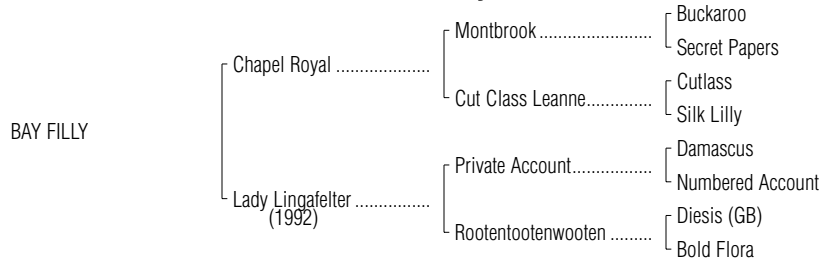 Buckaroo
Montbrook ........................
Secret Papers
Chapel Royal ....................
Cutlass
Cut Class Leanne..............
Silk Lilly
BAY FILLY
Damascus
Private Account.................
Numbered Account
Lady Lingafelter ................
(1992)
Diesis (GB)
Rootentootenwooten .........
Bold Flora